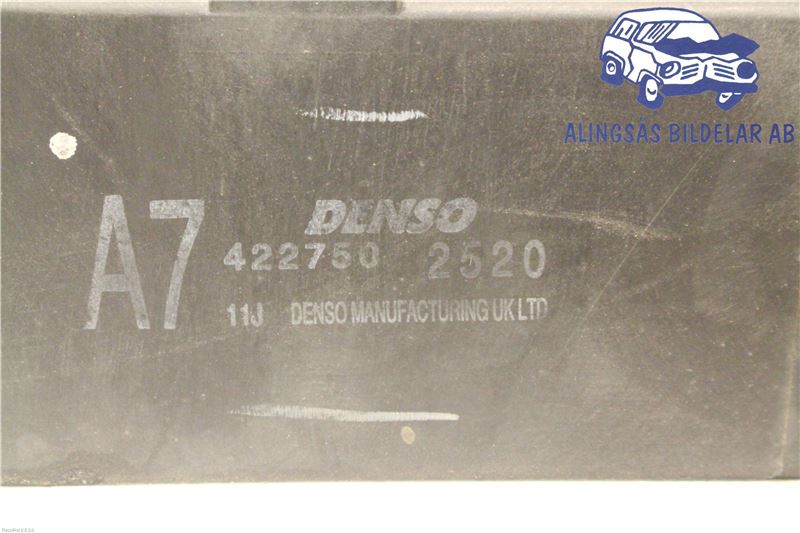 ALINGSÅS BILDELAR AB
A7
DENSO
422750 2520
11J DENSO MANUFACTURING UK LTD